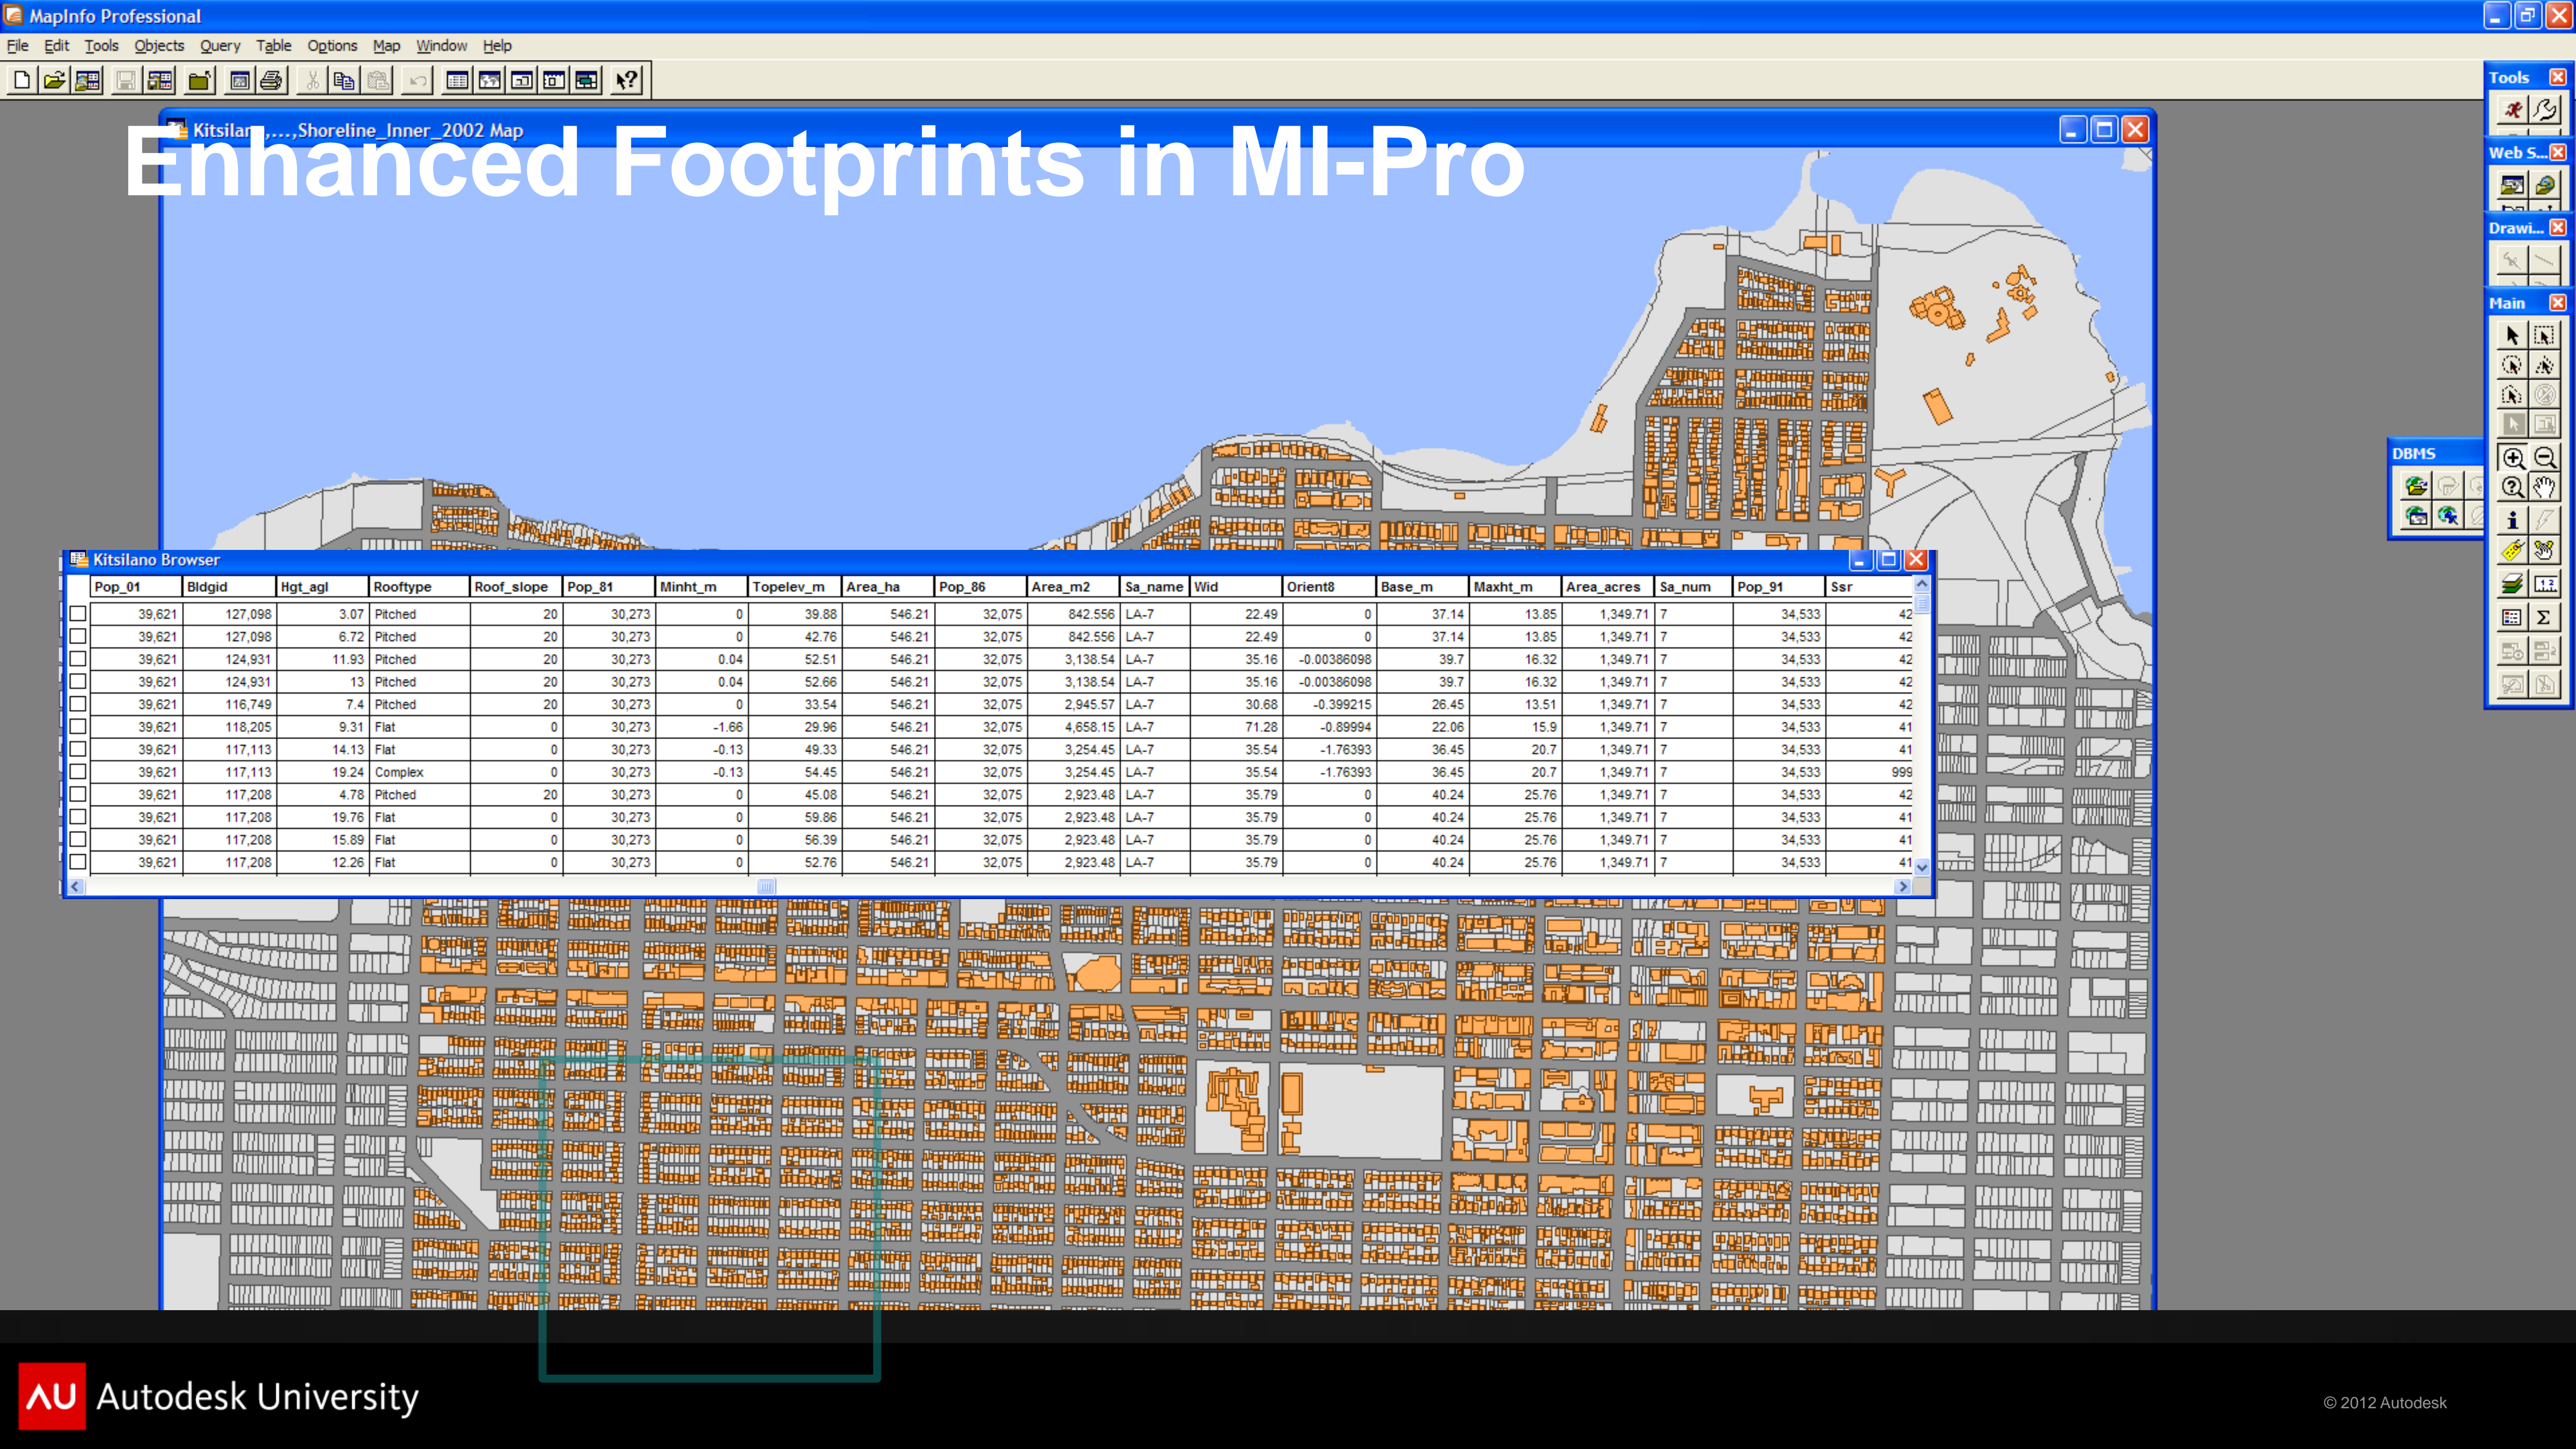 MapInfo Professional
File Edit Tools Objects Query Table Options Map Window Help
Tools
Kitsilan ,...,Shoreline_Inner_2002 Map
Enhanced Footprints in MI-Pro
Web S...
Drawi...
Main
DBMS
Kitsilano Browser
Pop_01 Bldgid Hgt_agl Rooftype Roof_slope Pop_81 Minht_m Topelev_m Area_ha Pop_86 Area_m2 Sa_name Wid Orient8 Base_m Maxht_m Area_acres Sa_num Pop_91 Ssr
39,621 127,098 3.07 Pitched 20 30,273 0 39.88 546.21 32,075 842.556 LA-7 22.49 0 37.14 13.85 1,349.71 7 34,533 42
39,621 127,098 6.72 Pitched 20 30,273 0 42.76 546.21 32,075 842.556 LA-7 22.49 0 37.14 13.85 1,349.71 7 34,533 42
39,621 124,931 11.93 Pitched 20 30,273 0.04 52.51 546.21 32,075 3,138.54 LA-7 35.16 -0.00386098 39.7 16.32 1,349.71 7 34,533 42
39,621 124,931 13 Pitched 20 30,273 0.04 52.66 546.21 32,075 3,138.54 LA-7 35.16 -0.00386098 39.7 16.32 1,349.71 7 34,533 42
39,621 116,749 7.4 Pitched 20 30,273 0 33.54 546.21 32,075 2,945.57 LA-7 30.68 -0.399215 26.45 13.51 1,349.71 7 34,533 42
39,621 118,205 9.31 Flat 0 30,273 -1.66 29.96 546.21 32,075 4,658.15 LA-7 71.28 -0.89994 22.06 15.9 1,349.71 7 34,533 41
39,621 117,113 14.13 Flat 0 30,273 -0.13 49.33 546.21 32,075 3,254.45 LA-7 35.54 -1.76393 36.45 20.7 1,349.71 7 34,533 41
39,621 117,113 19.24 Complex 0 30,273 -0.13 54.45 546.21 32,075 3,254.45 LA-7 35.54 -1.76393 36.45 20.7 1,349.71 7 34,533 999
39,621 117,208 4.78 Pitched 20 30,273 0 45.08 546.21 32,075 2,923.48 LA-7 35.79 0 40.24 25.76 1,349.71 7 34,533 42
39,621 117,208 19.76 Flat 0 30,273 0 59.86 546.21 32,075 2,923.48 LA-7 35.79 0 40.24 25.76 1,349.71 7 34,533 41
39,621 117,208 15.89 Flat 0 30,273 0 56.39 546.21 32,075 2,923.48 LA-7 35.79 0 40.24 25.76 1,349.71 7 34,533 41
39,621 117,208 12.26 Flat 0 30,273 0 52.76 546.21 32,075 2,923.48 LA-7 35.79 0 40.24 25.76 1,349.71 7 34,533 41
AU Autodesk University
© 2012 Autodesk